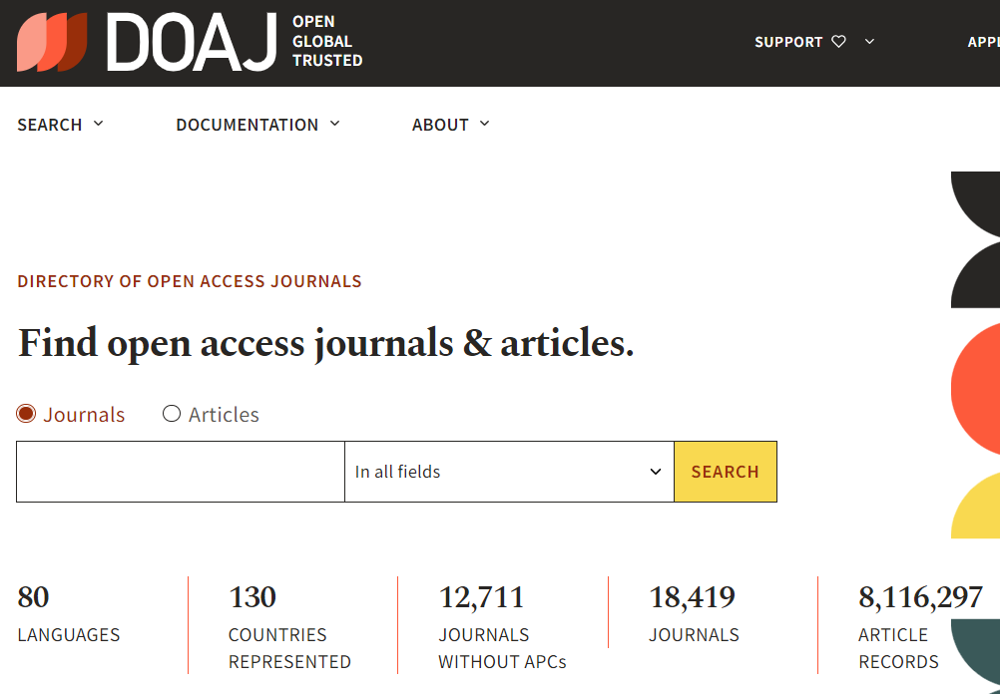 DOAJ
OPEN
GLOBAL
TRUSTED
SUPPORT
APPL
SEARCH
DOCUMENTATION
ABOUT
DIRECTORY OF OPEN ACCESS JOURNALS
Find open access journals & articles.
Journals Articles
In all fields
SEARCH
80
LANGUAGES
130
COUNTRIES
REPRESENTED
12,711
JOURNALS
WITHOUT APCs
18,419
JOURNALS
8,116,297
ARTICLE
RECORDS